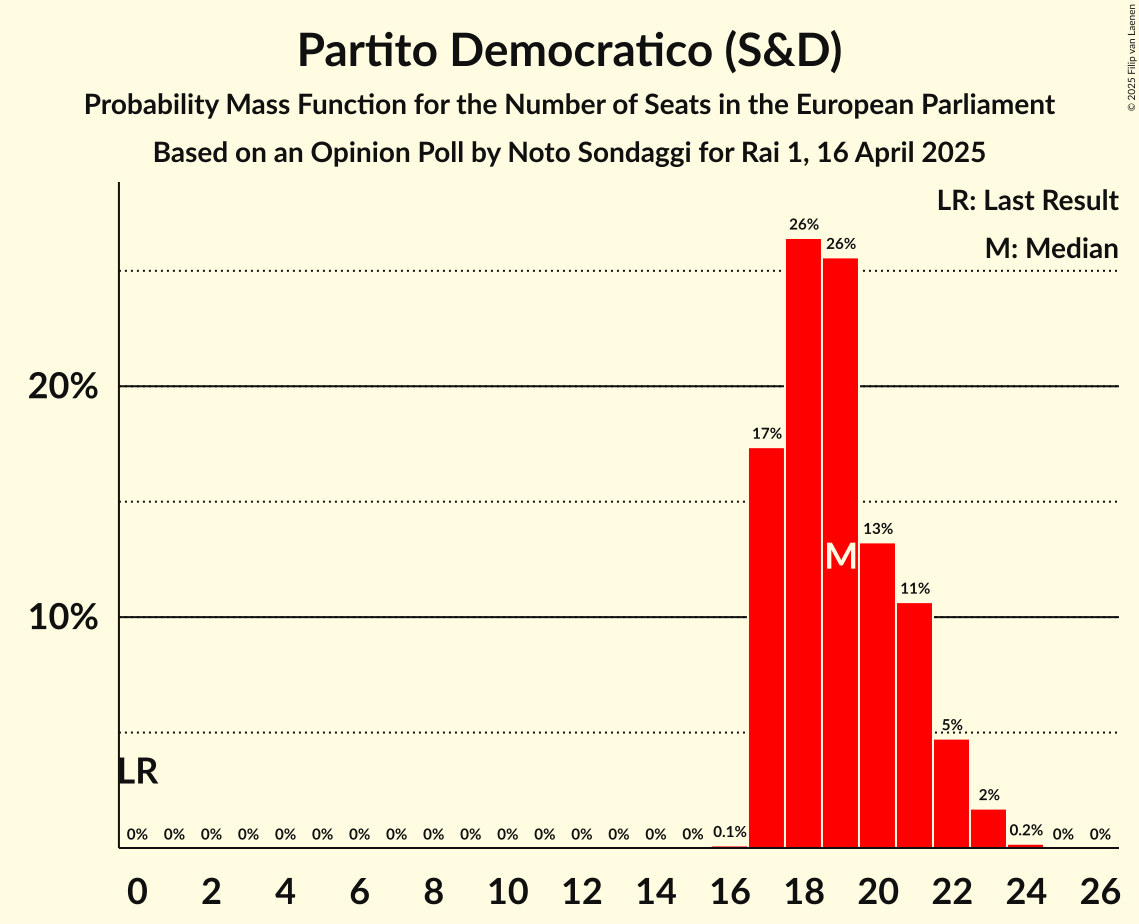 Partito Democratico (S&D)
Probability Mass Function for the Number of Seats in the European Parliament
Based on an Opinion Poll by Noto Sondaggi for Rai 1, 16 April 2025
© 2025 Filip van Laenen
LR: Last Result
M: Median
20%
10%
26%
26%
17%
13%
11%
5%
2%
M
LR
0% 0% 0% 0% 0% 0% 0% 0% 0% 0% 0% 0% 0% 0% 0% 0% 0.1% 0.2% 0% 0%
0 2 4 6 8 10 12 14 16 18 20 22 24 26